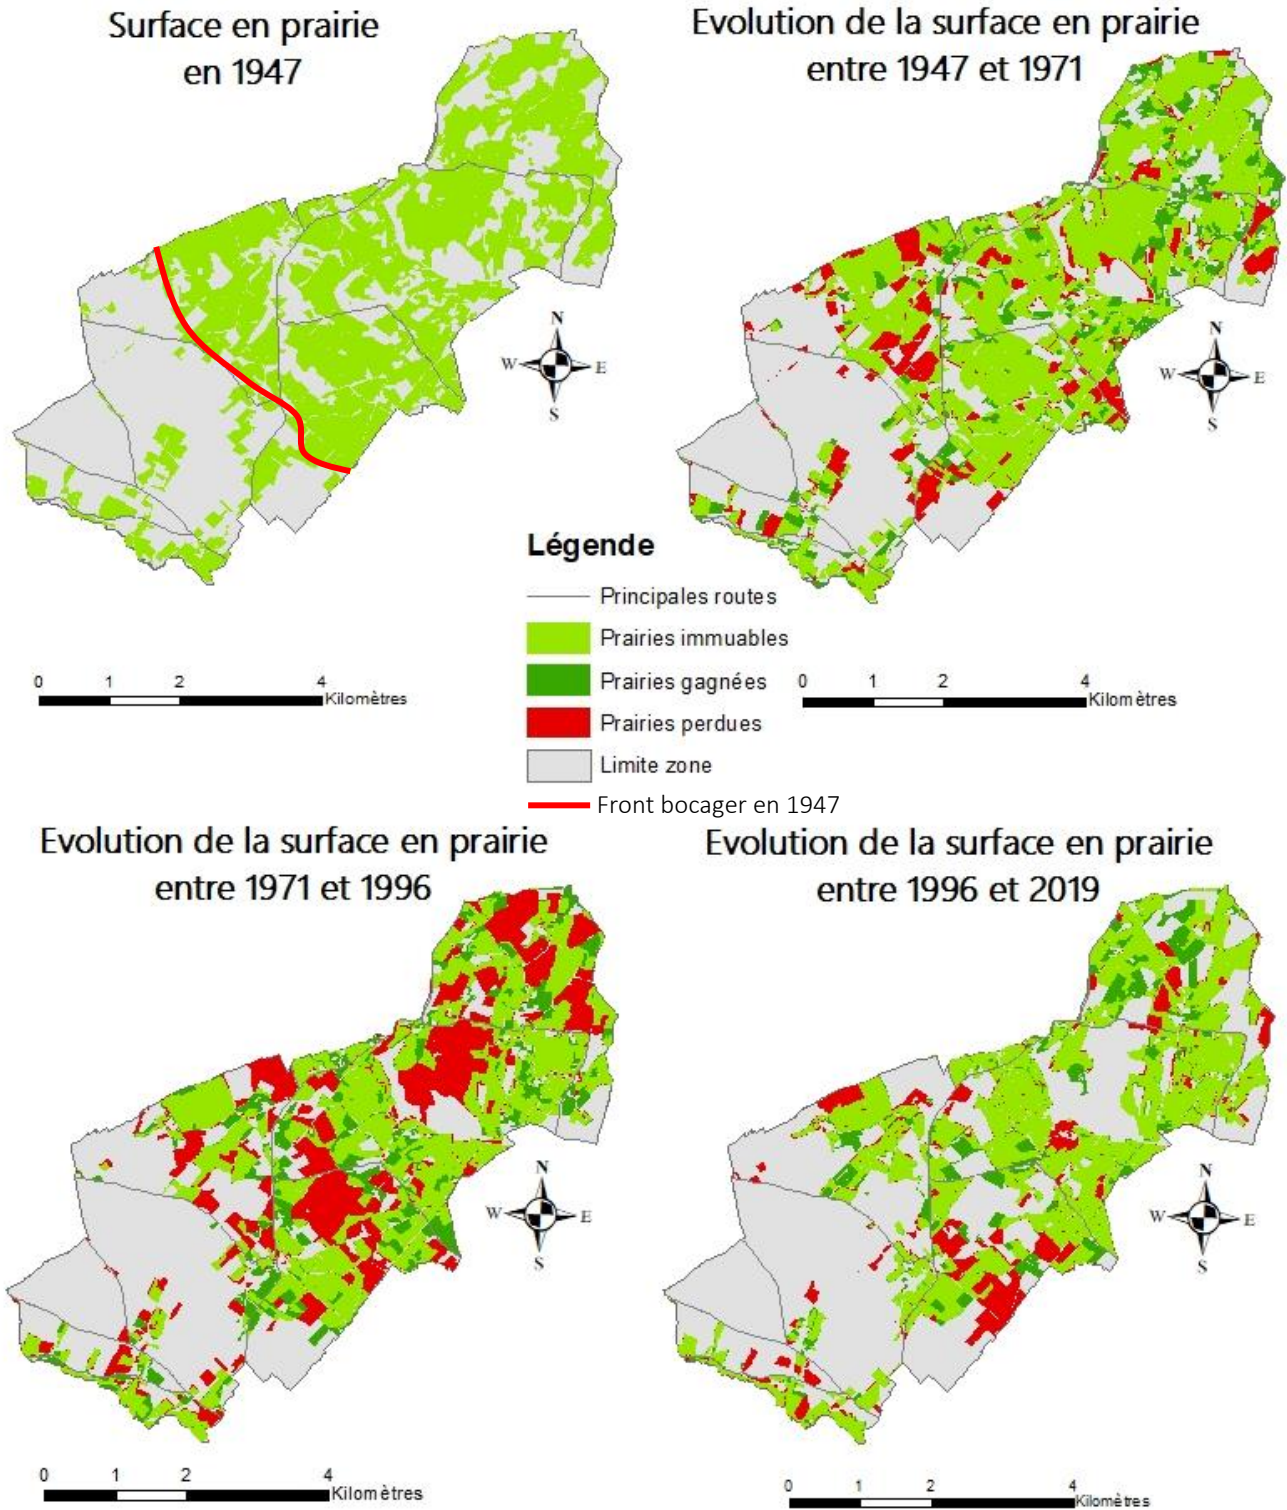 Surface en prairie
en 1947
Evolution de la surface en prairie
entre 1947 et 1971
N
W E
S
N
W E
S
Légende
Principales routes
Prairies immuables
Prairies gagnées
Prairies perdues
Limite zone
Front bocager en 1947
0 1 2 4
Kilomètres
0 1 2 4
Kilomètres
Evolution de la surface en prairie
entre 1971 et 1996
Evolution de la surface en prairie
entre 1996 et 2019
N
W E
S
N
W E
S
0 1 2 4
Kilomètres
0 1 2 4
Kilomètres